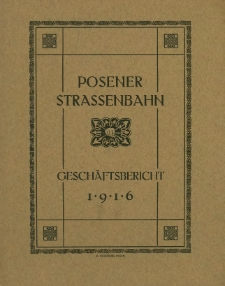 POSENER
STRASSENBAHN
GESCHÄFTSBERICHT
1·9·1·6